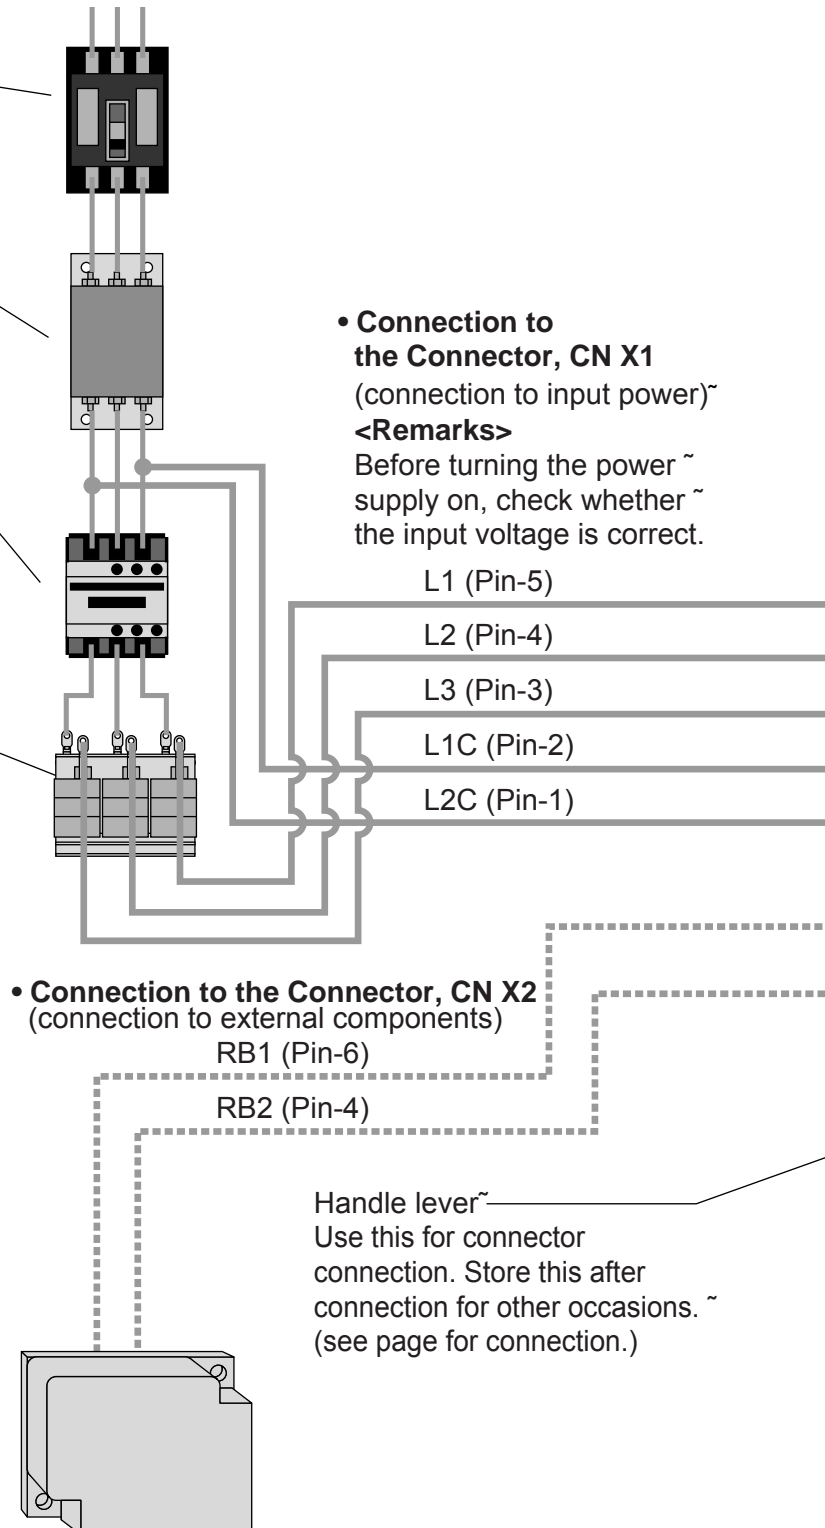 • Connection to
the Connector, CN X1
(connection to input power)˜
<Remarks>
Before turning the power ˜
supply on, check whether ˜
the input voltage is correct.
L1 (Pin-5)
L2 (Pin-4)
L3 (Pin-3)
L1C (Pin-2)
L2C (Pin-1)
• Connection to the Connector, CN X2
(connection to external components)
RB1 (Pin-6)
RB2 (Pin-4)
Handle lever˜
Use this for connector
connection. Store this after
connection for other occasions. ˜
(see page for connection.)